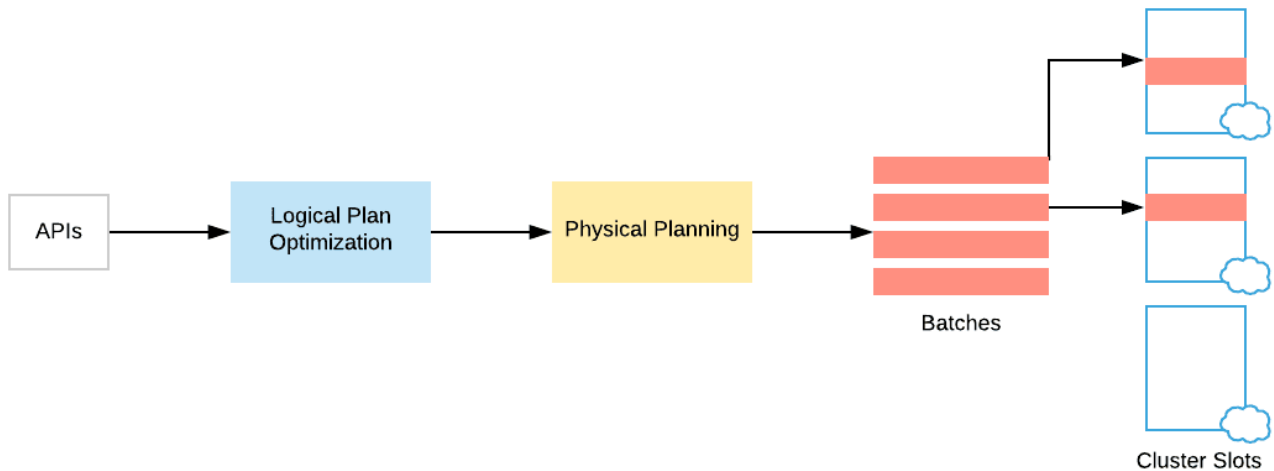 APIs
Logical Plan
Optimization
Physical Planning
Batches
Cluster Slots